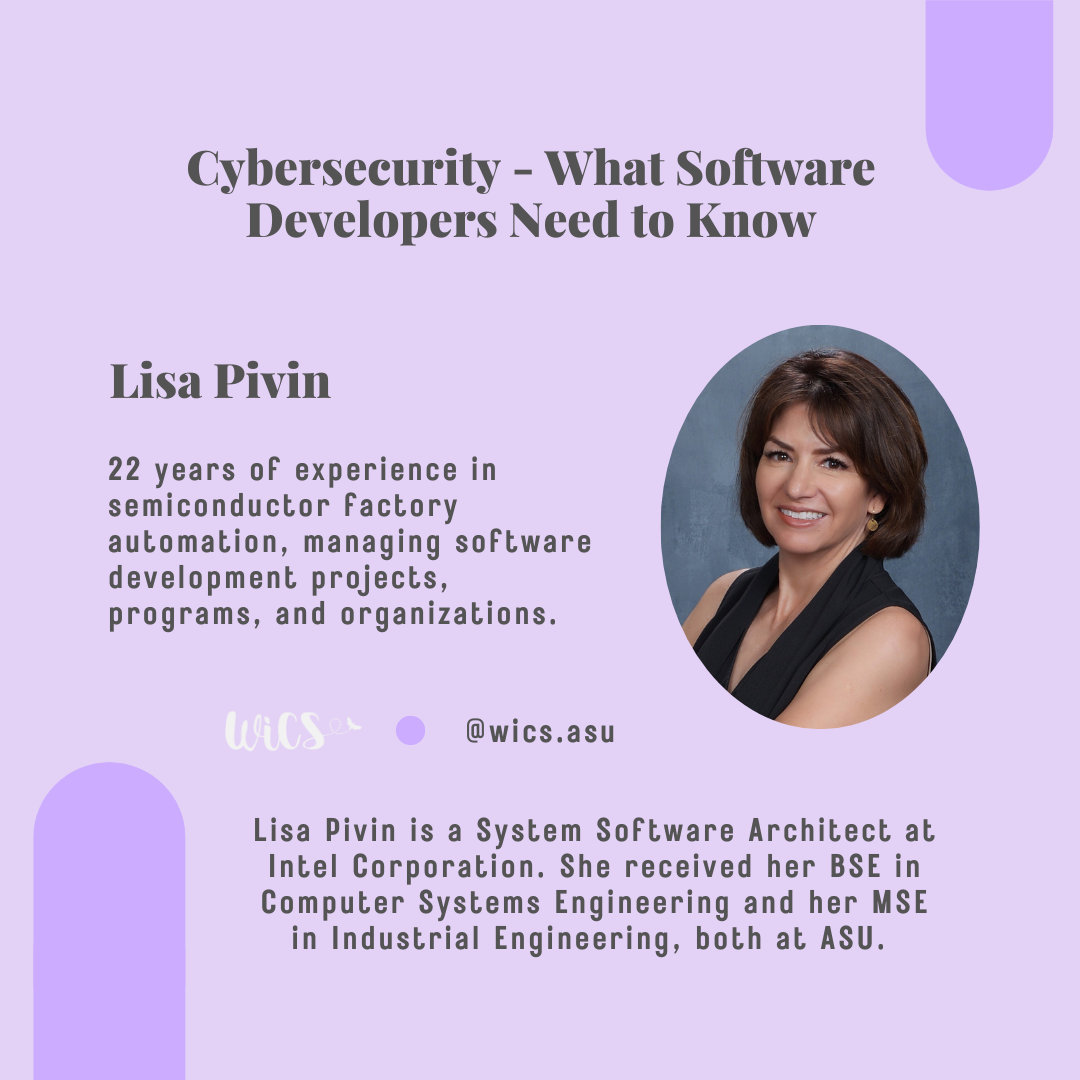 Cybersecurity - What Software
Developers Need to Know
Lisa Pivin
22 years of experience in
semiconductor factory
automation, managing software
development projects,
programs, and organizations.
WiCS
@wics.asu
Lisa Pivin is a System Software Architect at
Intel Corporation. She received her BSE in
Computer Systems Engineering and her MSE
in Industrial Engineering, both at ASU.